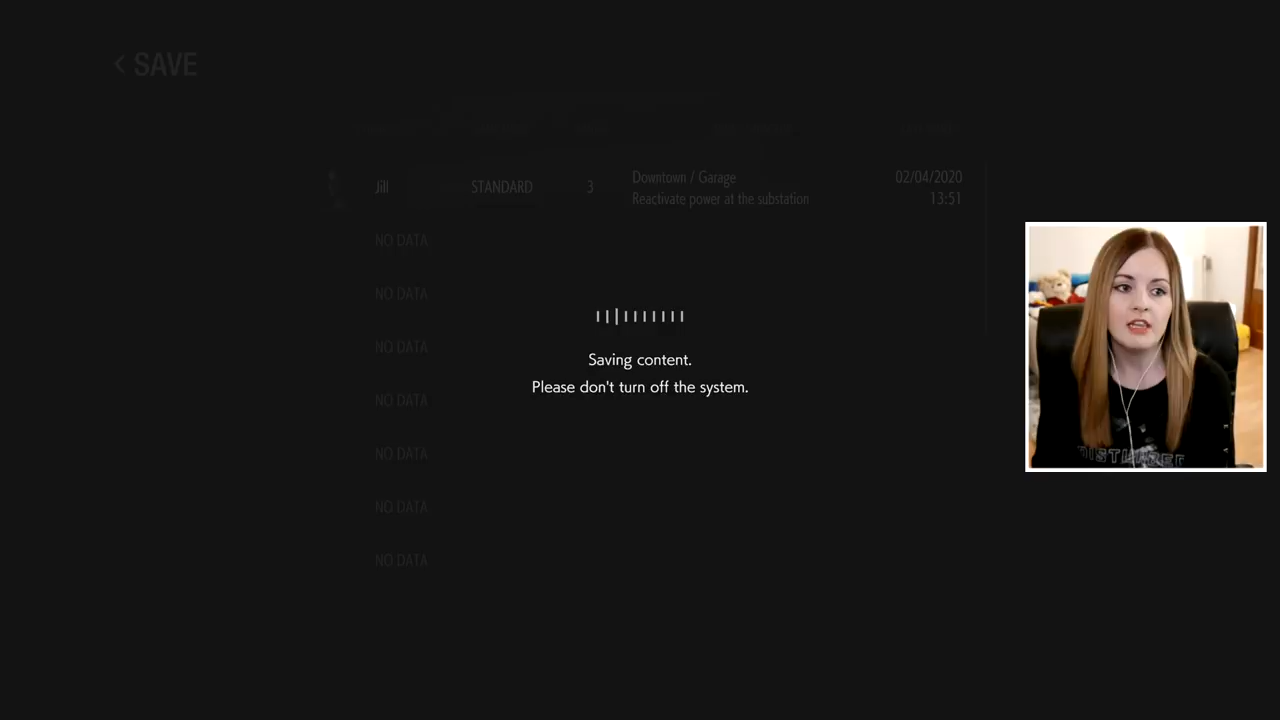 < SAVE
Jill STANDARD 3 Downtown / Garage 02/04/2020
Reactivate power at the substation 13:51
NO DATA
NO DATA
Saving content.
NO DATA
Please don't turn off the system.
NO DATA
NO DATA
NO DATA
NO DATA
DISTURBED